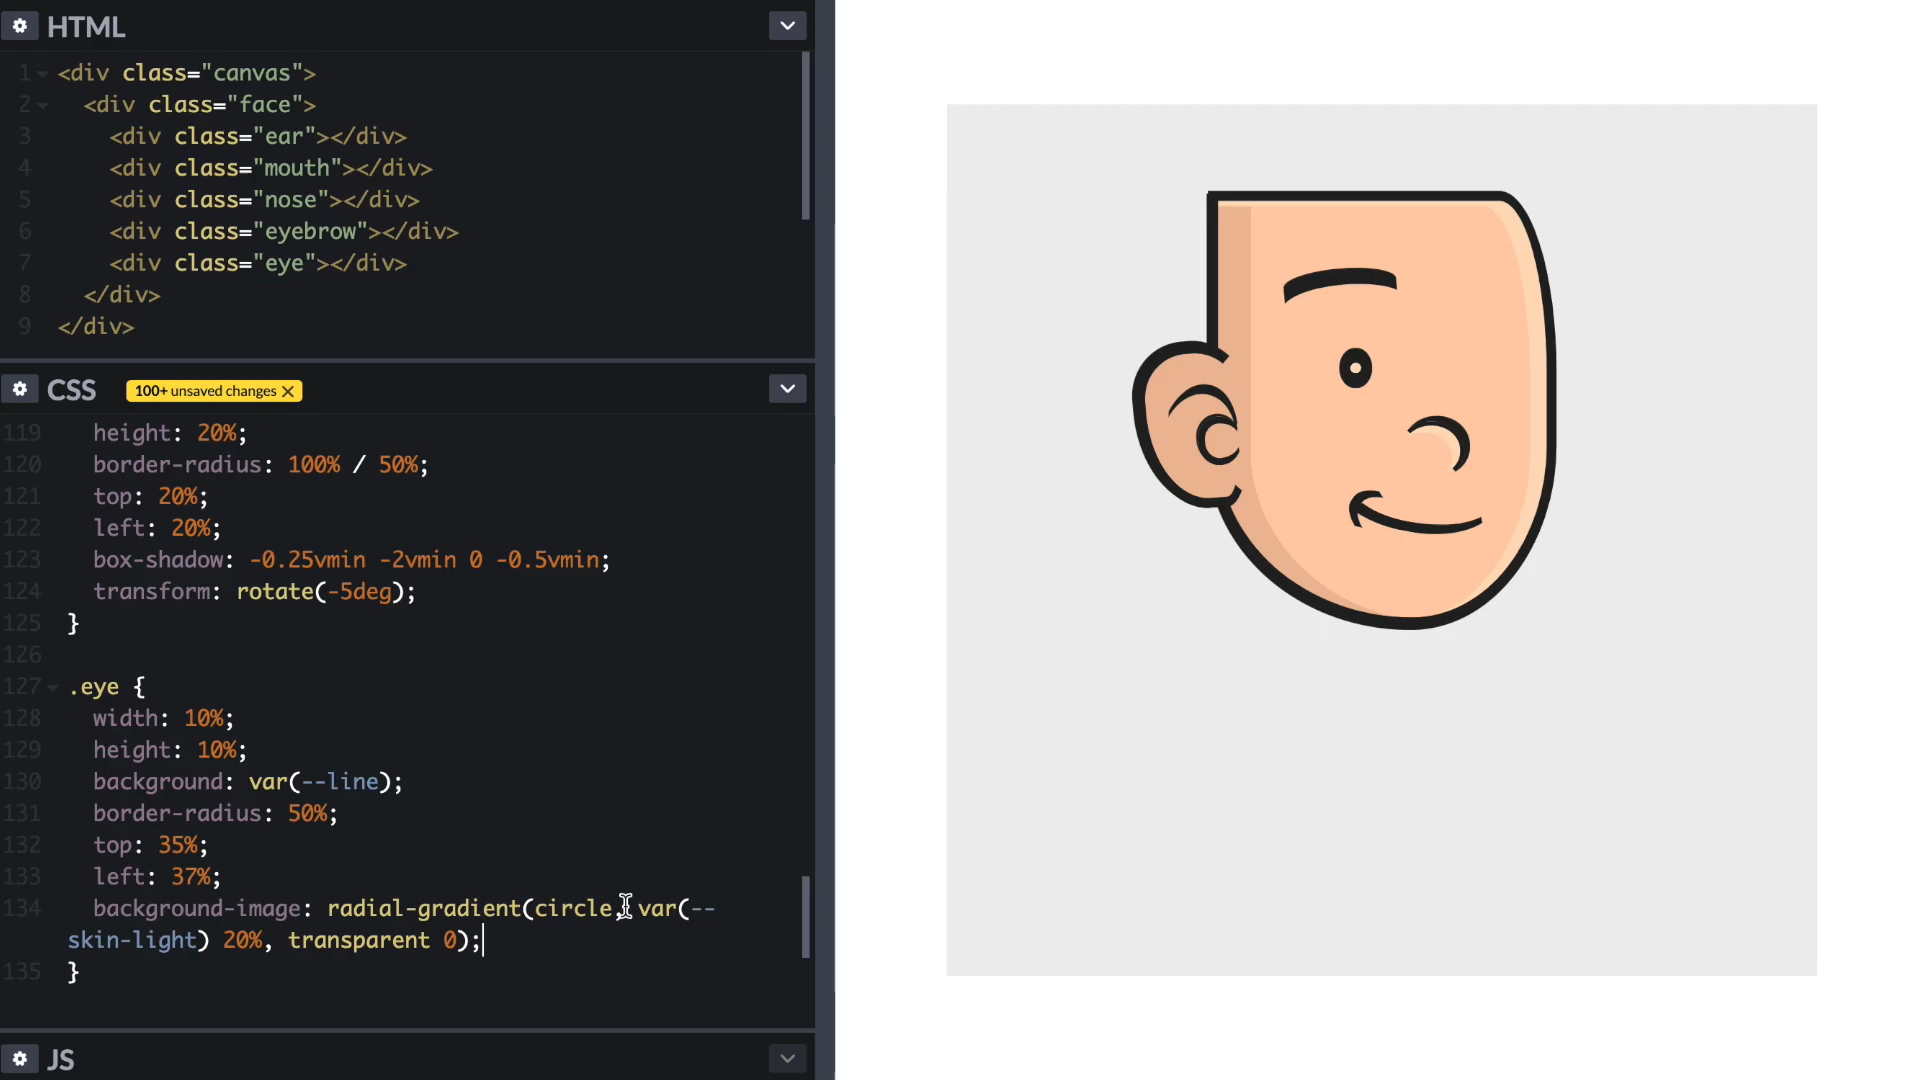 HTML
1 <div class="canvas">
2 <div class="face">
3 <div class="ear"></div>
4 <div class="mouth"></div>
5 <div class="nose"></div>
6 <div class="eyebrow"></div>
7 <div class="eye"></div>
8 </div>
9 </div>
CSS 100+ unsaved changes
119 height: 20%;
120 border-radius: 100% / 50%;
121 top: 20%;
122 left: 20%;
123 box-shadow: -0.25vmin -2vmin 0 -0.5vmin;
124 transform: rotate(-5deg);
125 }
126
127 .eye {
128 width: 10%;
129 height: 10%;
130 background: var(--line);
131 border-radius: 50%;
132 top: 35%;
133 left: 37%;
134 background-image: radial-gradient(circle, var(--
skin-light) 20%, transparent 0);
135 }
JS